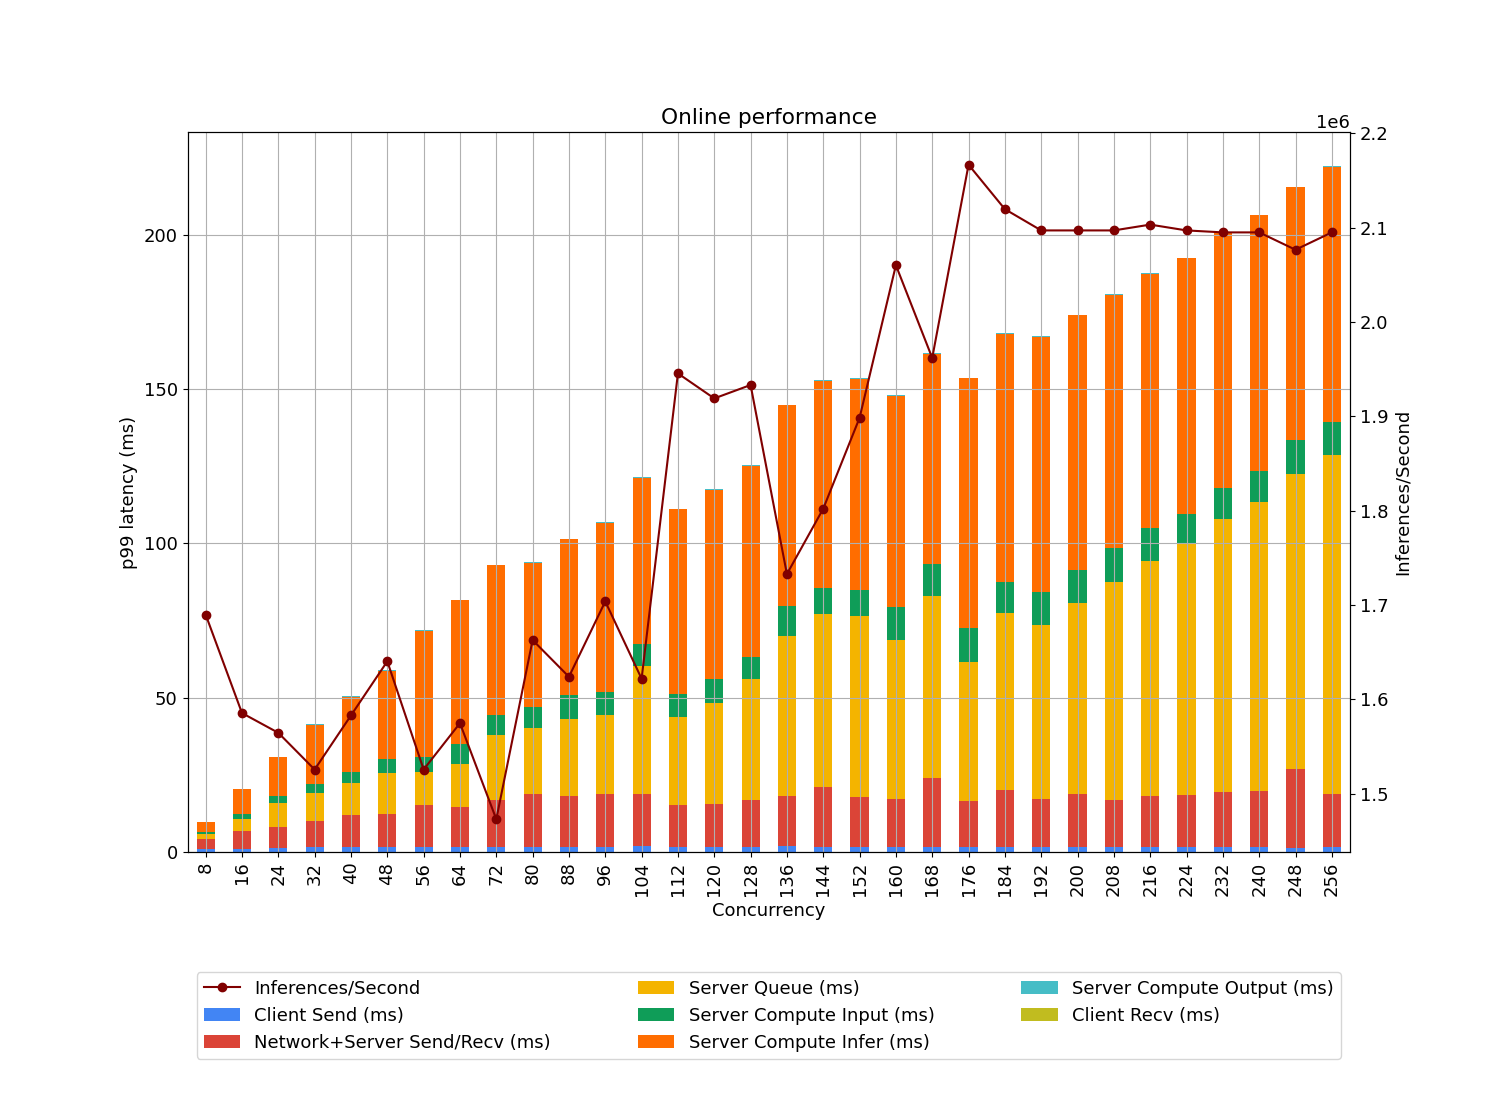 Online performance
1e6
p99 latency (ms)
200
150
100
50
0
2.2
2.1
2.0
1.9
1.8
1.7
1.6
1.5
Inferences/Second
8 16 24 32 40 48 56 64 72 80 88 96 104 112 120 128 136 144 152 160 168 176 184 192 200 208 216 224 232 240 248 256
Concurrency
Inferences/Second
Client Send (ms)
Network+Server Send/Recv (ms)
Server Queue (ms)
Server Compute Input (ms)
Server Compute Infer (ms)
Server Compute Output (ms)
Client Recv (ms)